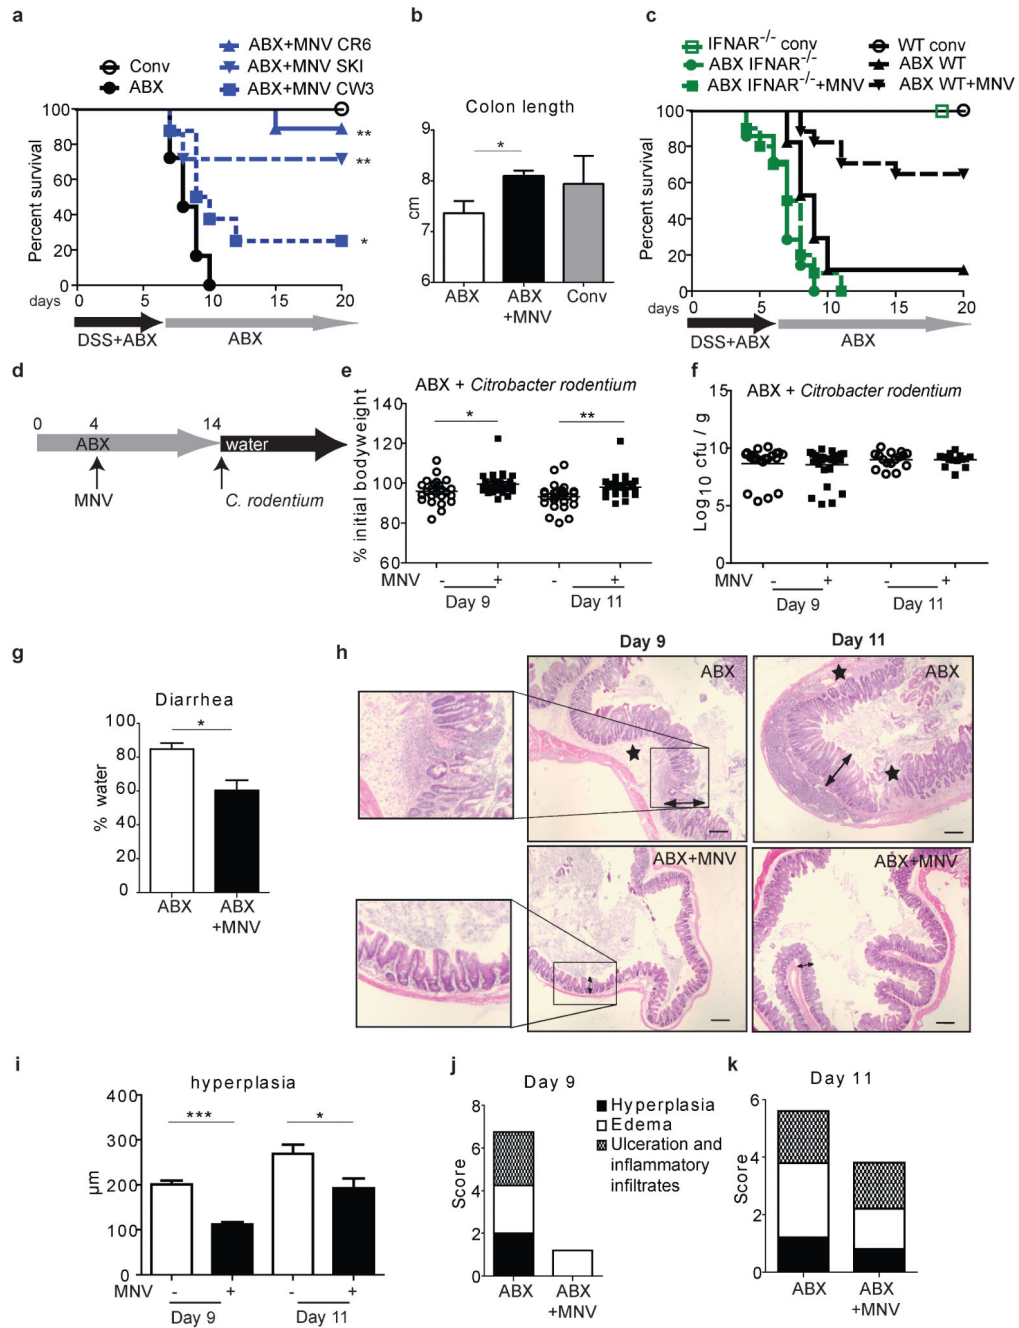 a
ABX+MNV CR6
Conv
ABX+MNV SKI
ABX
ABX+MNV CW3
100
80
60
40
20
0
Percent survival
**
**
*
days
0
5
10
15
20
DSS+ABX
ABX
b
Colon length
9
8
7
6
cm
*
ABX
ABX
+MNV
Conv
c
IFNAR-/- conv
WT conv
ABX IFNAR-/-
ABX WT
ABX IFNAR-/-+MNV
ABX WT+MNV
100
80
60
40
20
0
Percent survival
days
0
5
10
15
20
DSS+ABX
ABX
d
0
4
14
ABX
water
MNV
C. rodentium
e
ABX + Citrobacter rodentium
140
120
100
80
60
% initial bodyweight
*
**
MNV
-
+
-
+
Day 9
Day 11
f
ABX + Citrobacter rodentium
15
10
5
0
Log10 cfu / g
MNV
-
+
-
+
Day 9
Day 11
g
Diarrhea
100
80
60
40
20
0
% water
*
ABX
ABX
+MNV
h
Day 9
Day 11
ABX
ABX
ABX+MNV
ABX+MNV
i
hyperplasia
400
300
200
100
0
µm
***
*
MNV
-
+
-
+
Day 9
Day 11
j
Day 9
8
6
4
2
0
Score
Hyperplasia
Edema
Ulceration and
inflammatory
infiltrates
ABX
ABX
+MNV
k
Day 11
6
4
2
0
Score
ABX
ABX
+MNV